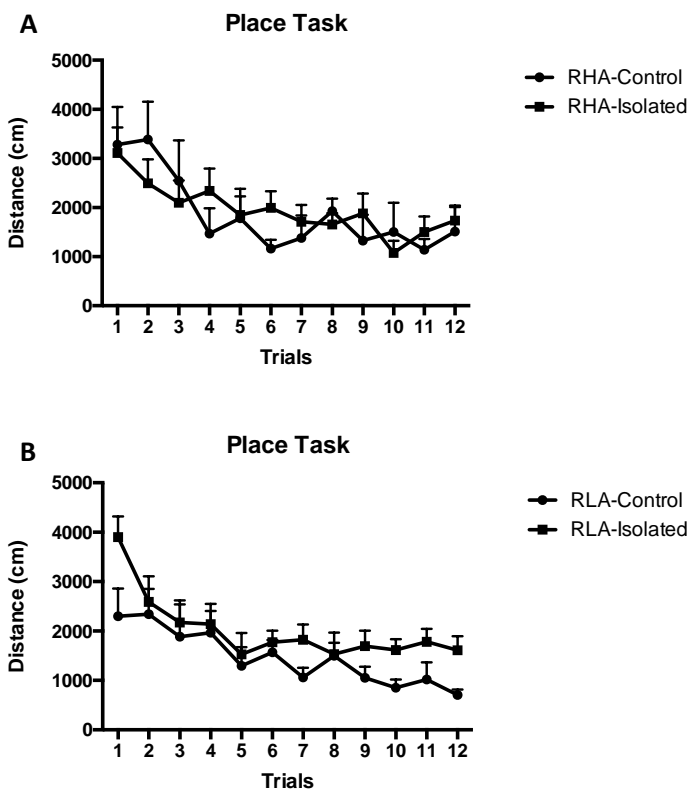 A
Place Task
5000
4000
3000
2000
1000
0
Distance (cm)
1 2 3 4 5 6 7 8 9 10 11 12
Trials
RHA-Control
RHA-Isolated
B
Place Task
5000
4000
3000
2000
1000
0
Distance (cm)
1 2 3 4 5 6 7 8 9 10 11 12
Trials
RLA-Control
RLA-Isolated